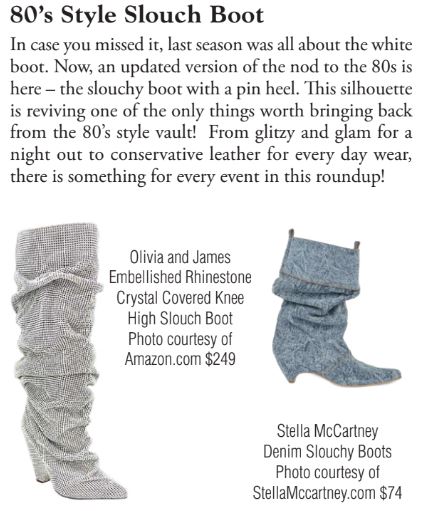 80's Style Slouch Boot
In case you missed it, last season was all about the white
boot. Now, an updated version of the nod to the 80s is
here – the slouchy boot with a pin heel. This silhouette
is reviving one of the only things worth bringing back
from the 80's style vault! From glitzy and glam for a
night out to conservative leather for every day wear,
there is something for every event in this roundup!
Olivia and James
Embellished Rhinestone
Crystal Covered Knee
High Slouch Boot
Photo courtesy of
Amazon.com $249
Stella McCartney
Denim Slouchy Boots
Photo courtesy of
StellaMccartney.com $74